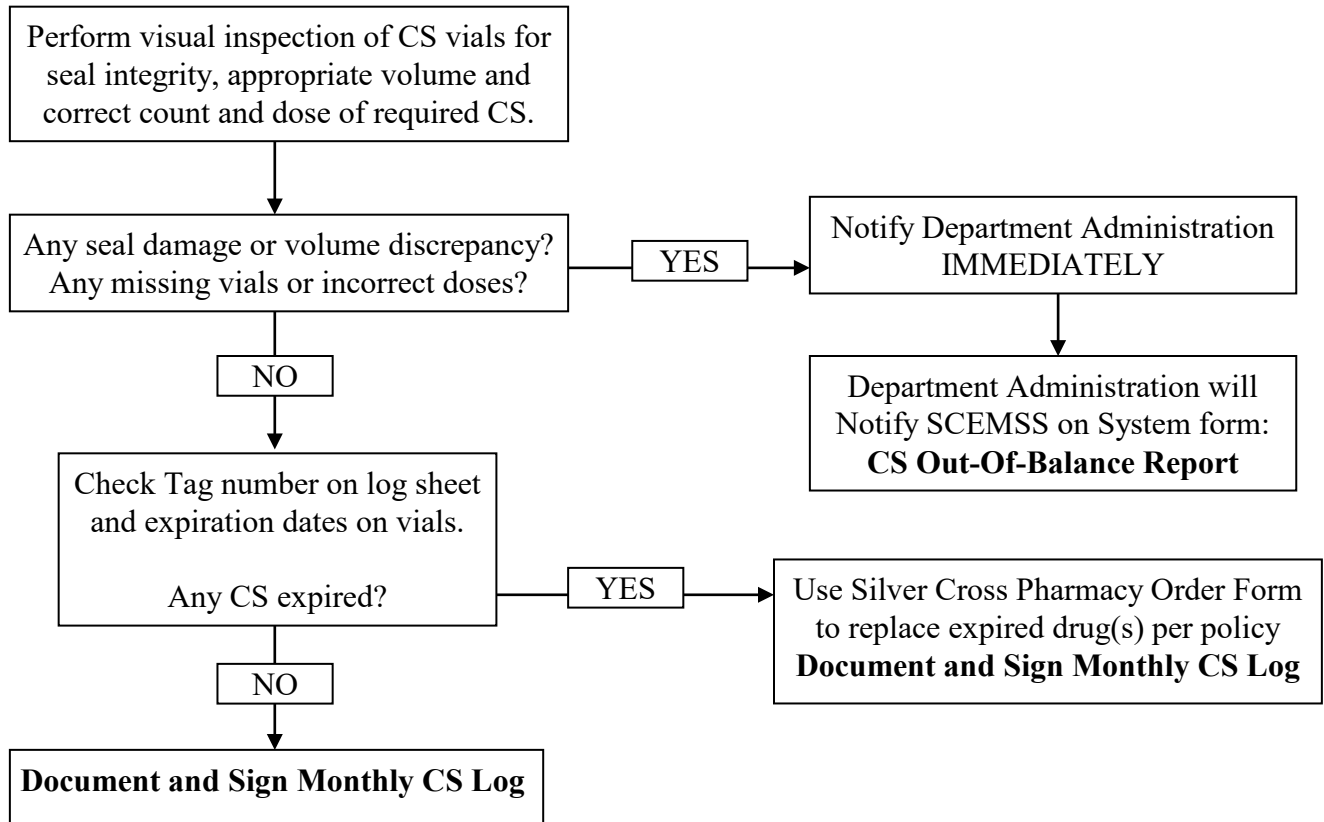 Perform visual inspection of CS vials for
seal integrity, appropriate volume and
correct count and dose of required CS.
Any seal damage or volume discrepancy?
Any missing vials or incorrect doses?
YES
Notify Department Administration
IMMEDIATELY
Department Administration will
Notify SCEMSS on System form:
CS Out-Of-Balance Report
NO
Check Tag number on log sheet
and expiration dates on vials.
Any CS expired?
YES
Use Silver Cross Pharmacy Order Form
to replace expired drug(s) per policy
Document and Sign Monthly CS Log
NO
Document and Sign Monthly CS Log